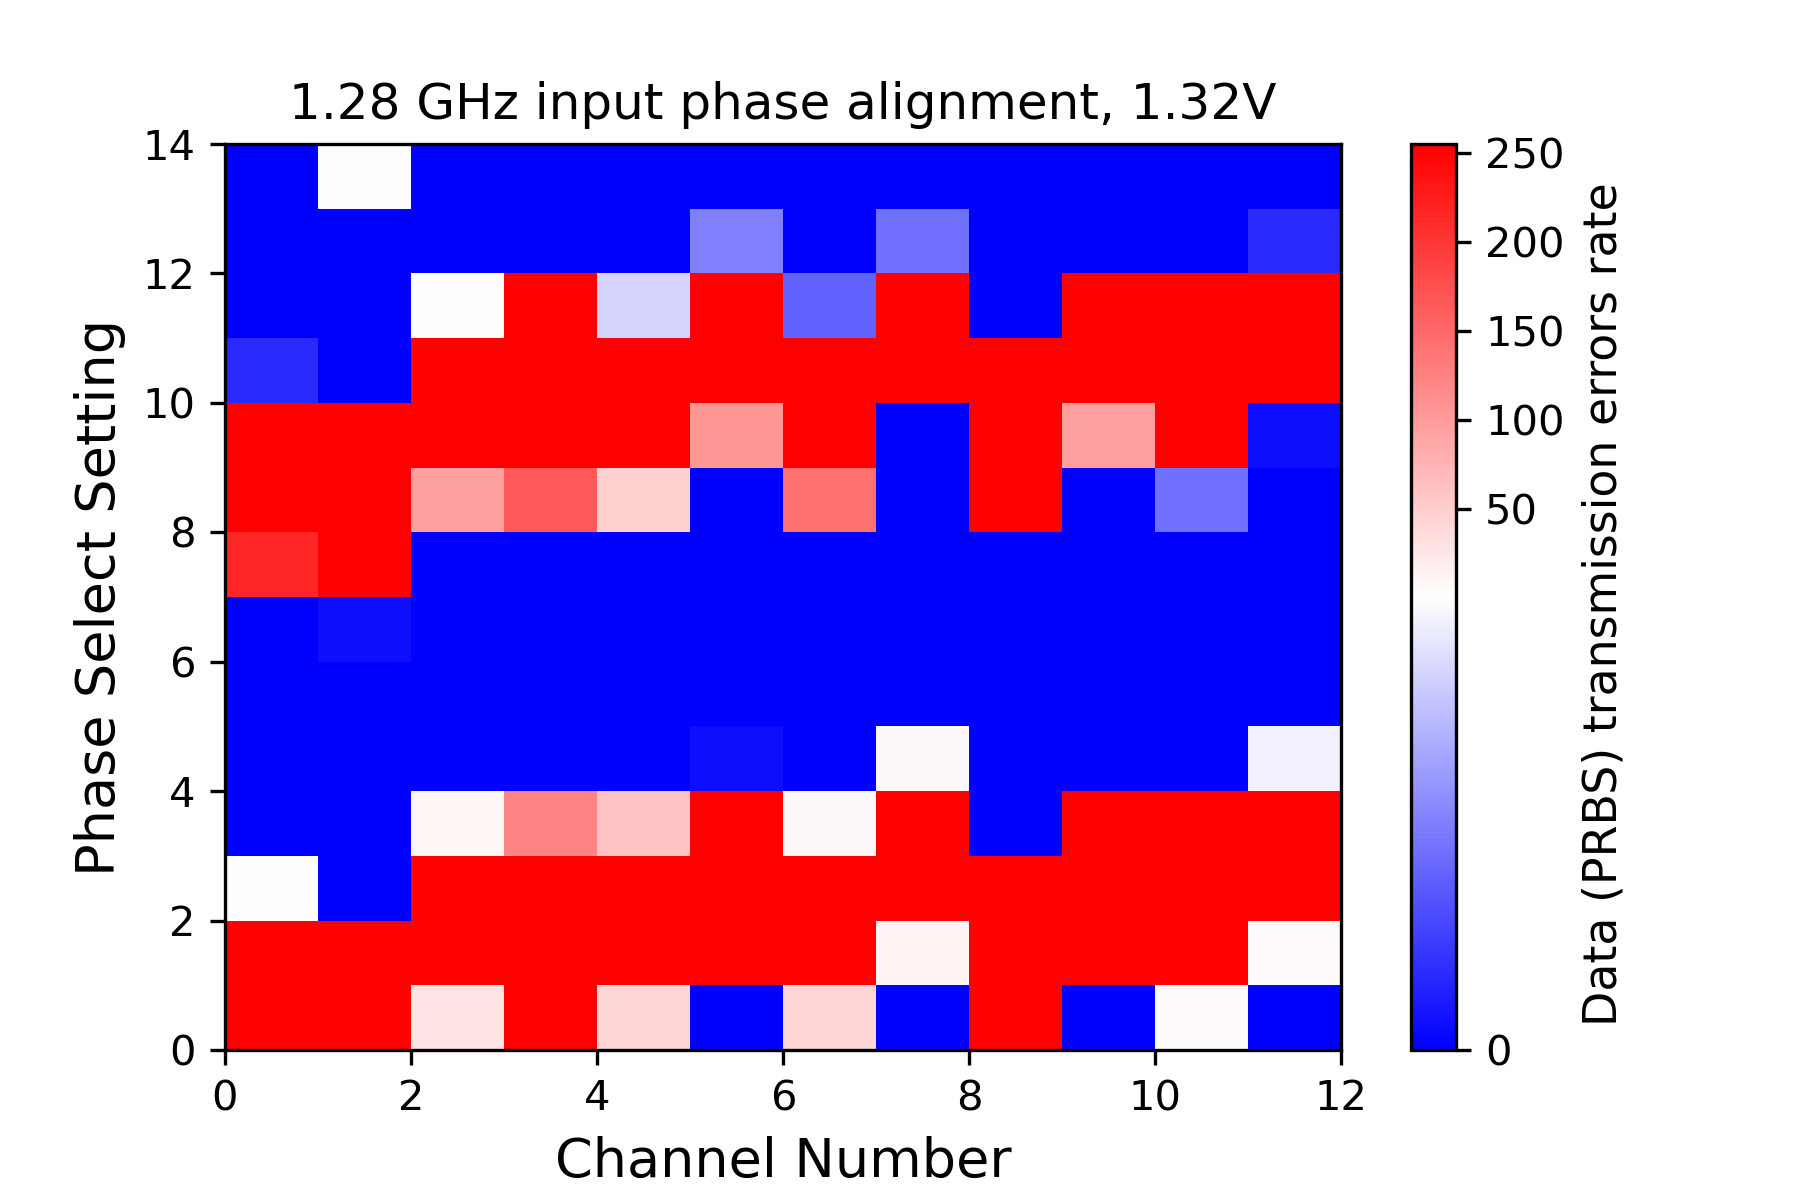 1.28 GHz input phase alignment, 1.32V
14
12
10
8
6
4
2
0
Phase Select Setting
0 2 4 6 8 10 12
Channel Number
250
200
150
100
50
0
Data (PRBS) transmission errors rate